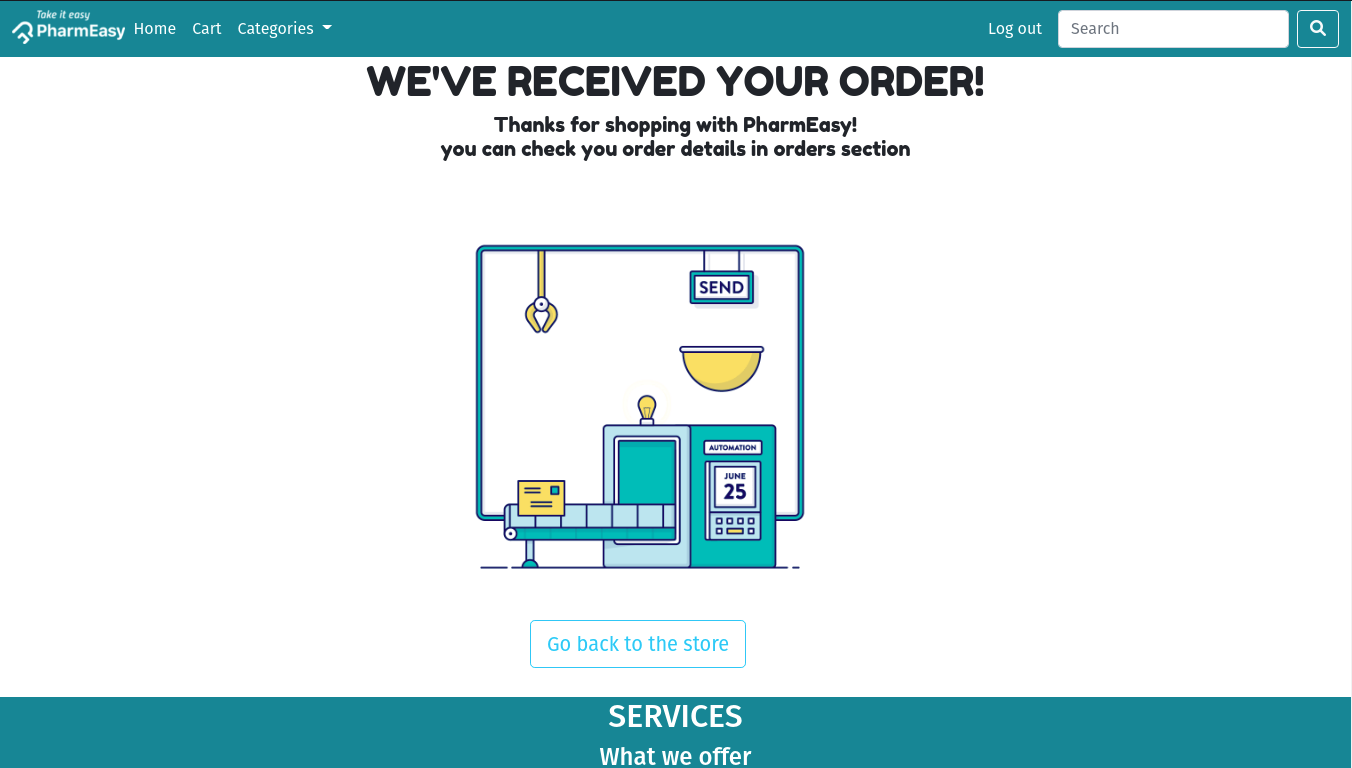 Take it easy
PharmEasy
Home
Cart
Categories
Log out
Search
WE'VE RECEIVED YOUR ORDER!
Thanks for shopping with PharmEasy!
you can check you order details in orders section
SEND
AUTOMATION
JUNE
25
Go back to the store
SERVICES
What we offer